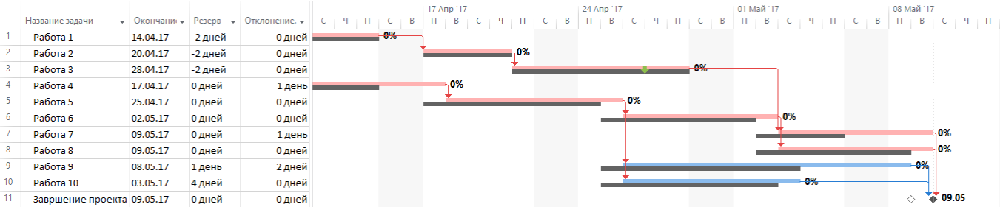 17 Апр '17 24 Апр '17 01 Май '17 08 Май '17
Название задачи Окончани Резерв Отклонение. С Ч П С В П В С Ч П С В П В С Ч П С В П В С Ч П С В П В С Ч П
1 Работа 1 14.04.17 -2 дней 0 дней 0%
2 Работа 2 20.04.17 -2 дней 0 дней 0%
3 Работа 3 28.04.17 -2 дней 0 дней 0%
4 Работа 4 17.04.17 0 дней 1 день 0%
5 Работа 5 25.04.17 0 дней 0 дней 0%
6 Работа 6 02.05.17 0 дней 0 дней 0%
7 Работа 7 09.05.17 0 дней 1 день 0%
8 Работа 8 09.05.17 0 дней 0 дней 0%
9 Работа 9 08.05.17 1 день 2 дней 0%
10 Работа 10 03.05.17 4 дней 0 дней 0%
11 Завршение проекта 09.05.17 0 дней 0 дней 09.05